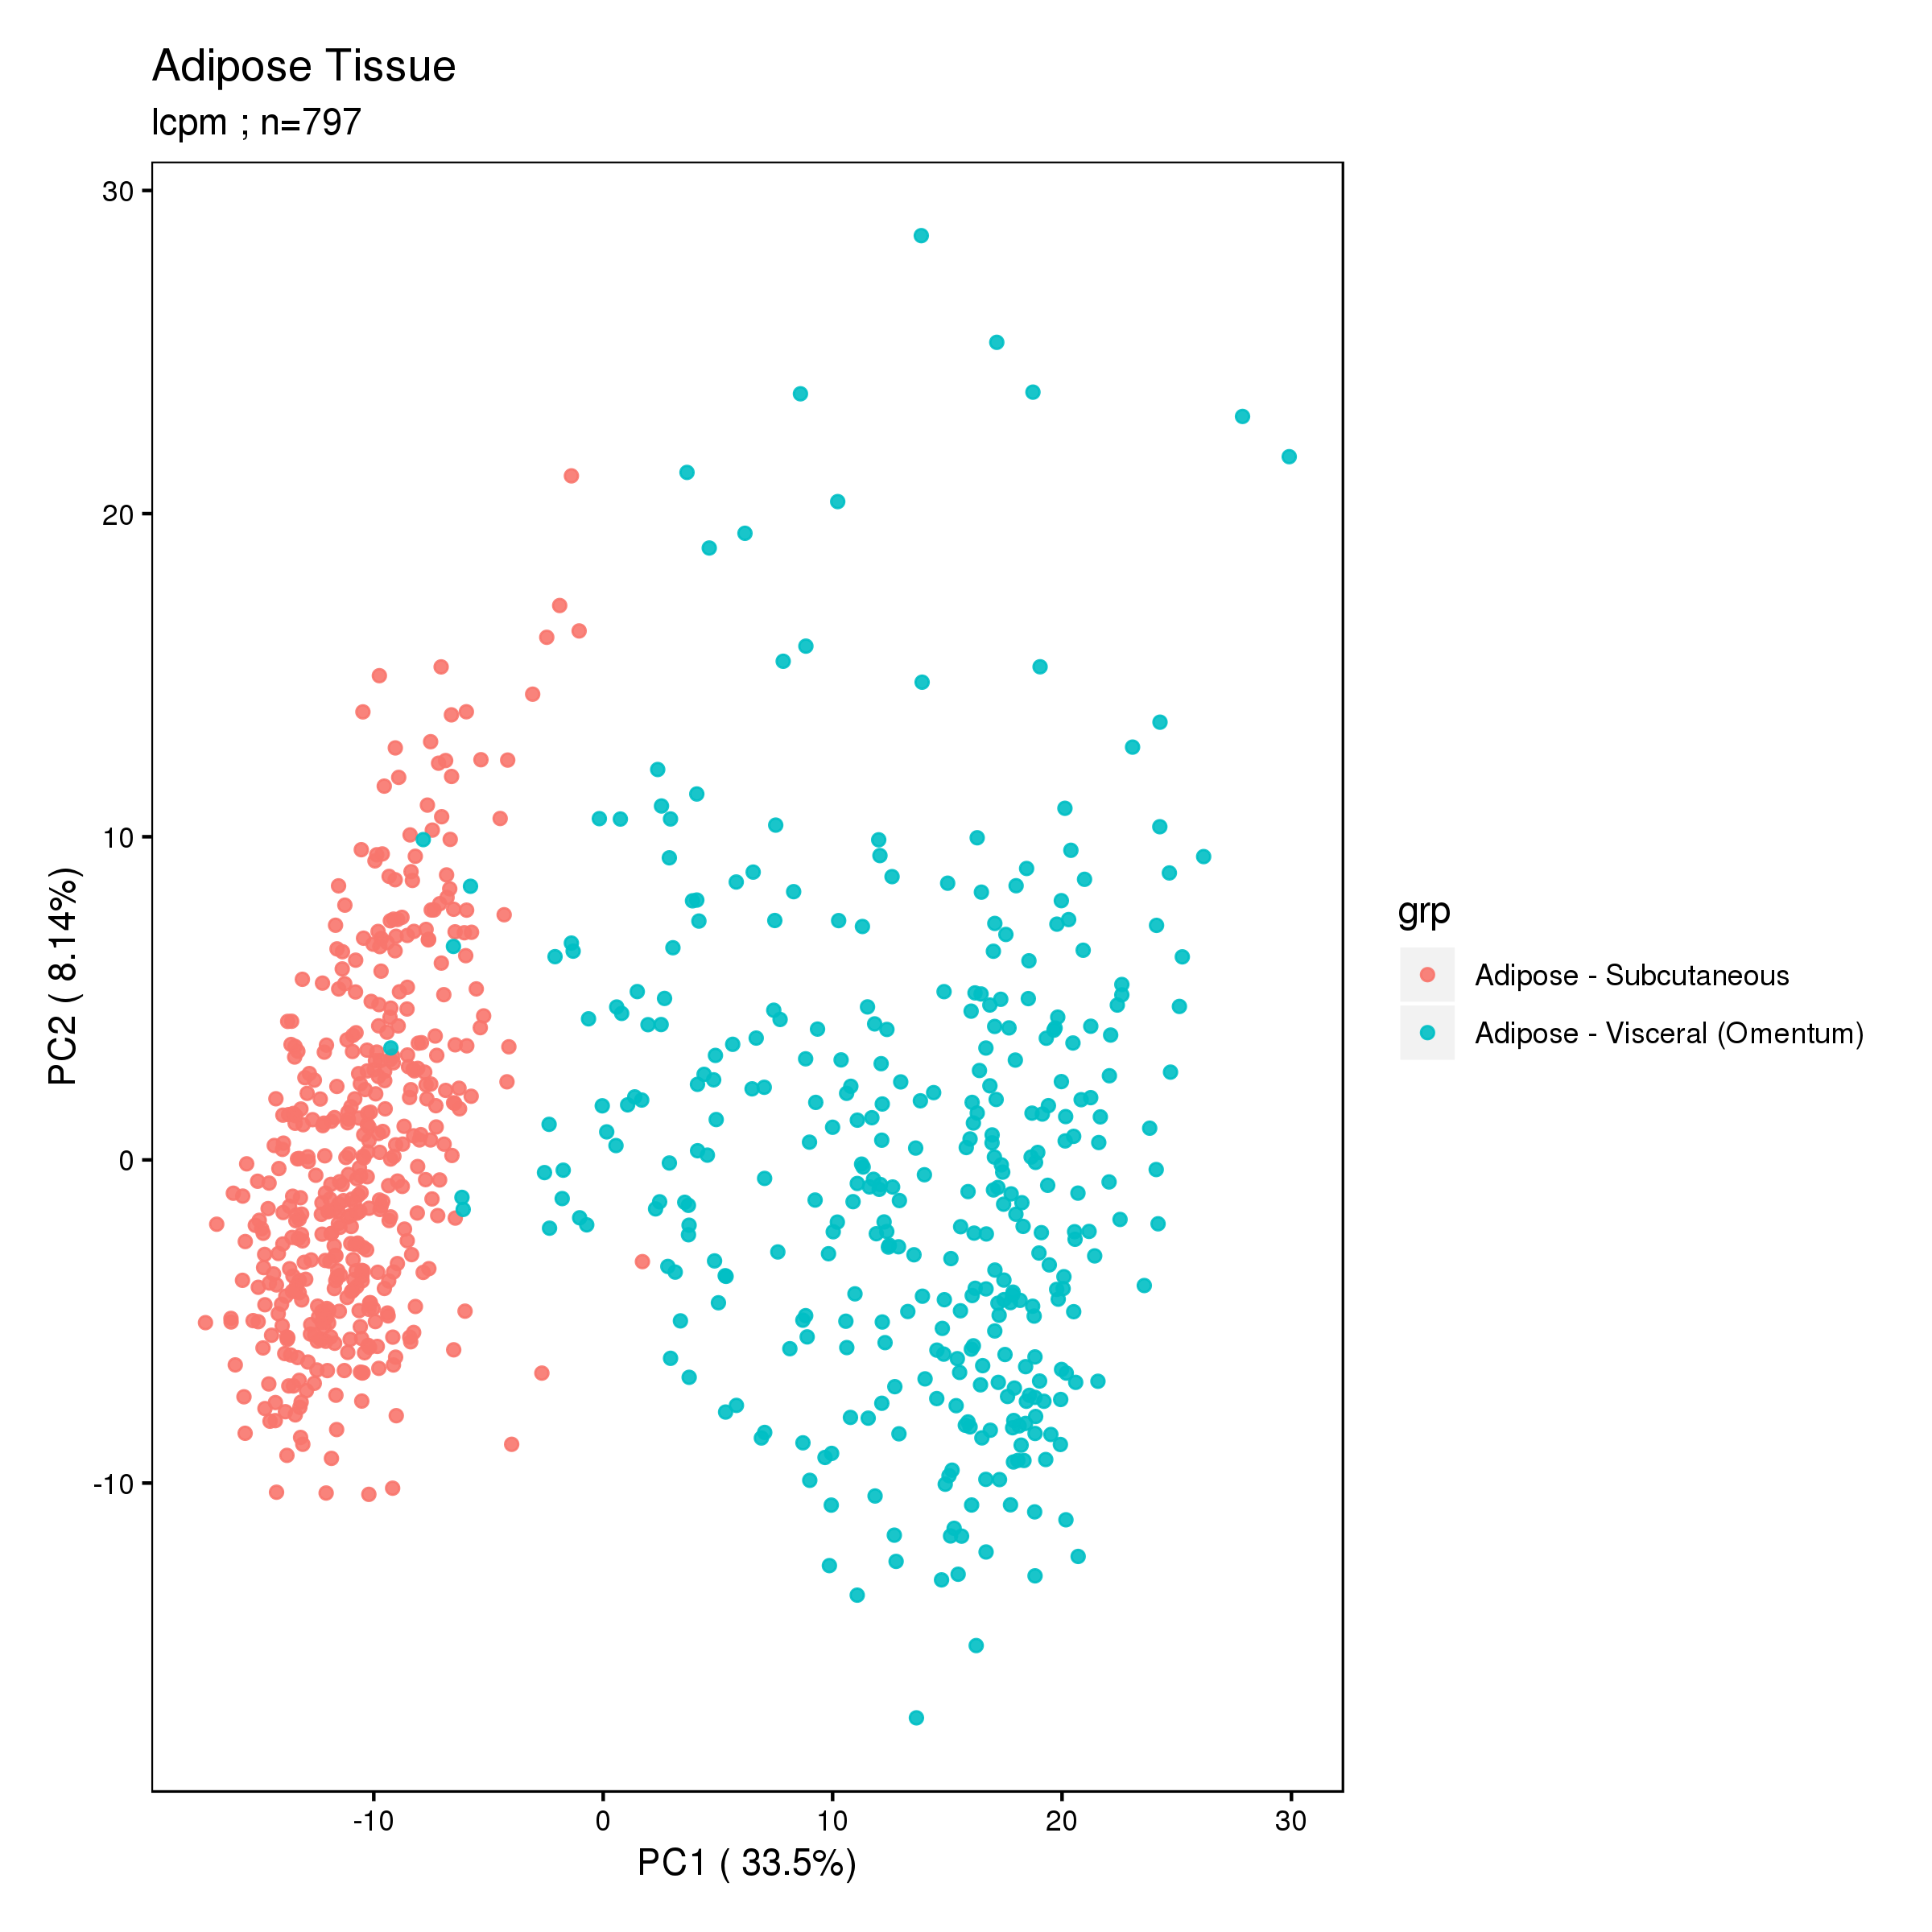 Adipose Tissue
lcpm ; n=797
30
20
10
0
-10
PC2 ( 8.14%)
-10
0
10
20
30
PC1 ( 33.5%)
grp
Adipose - Subcutaneous
Adipose - Visceral (Omentum)